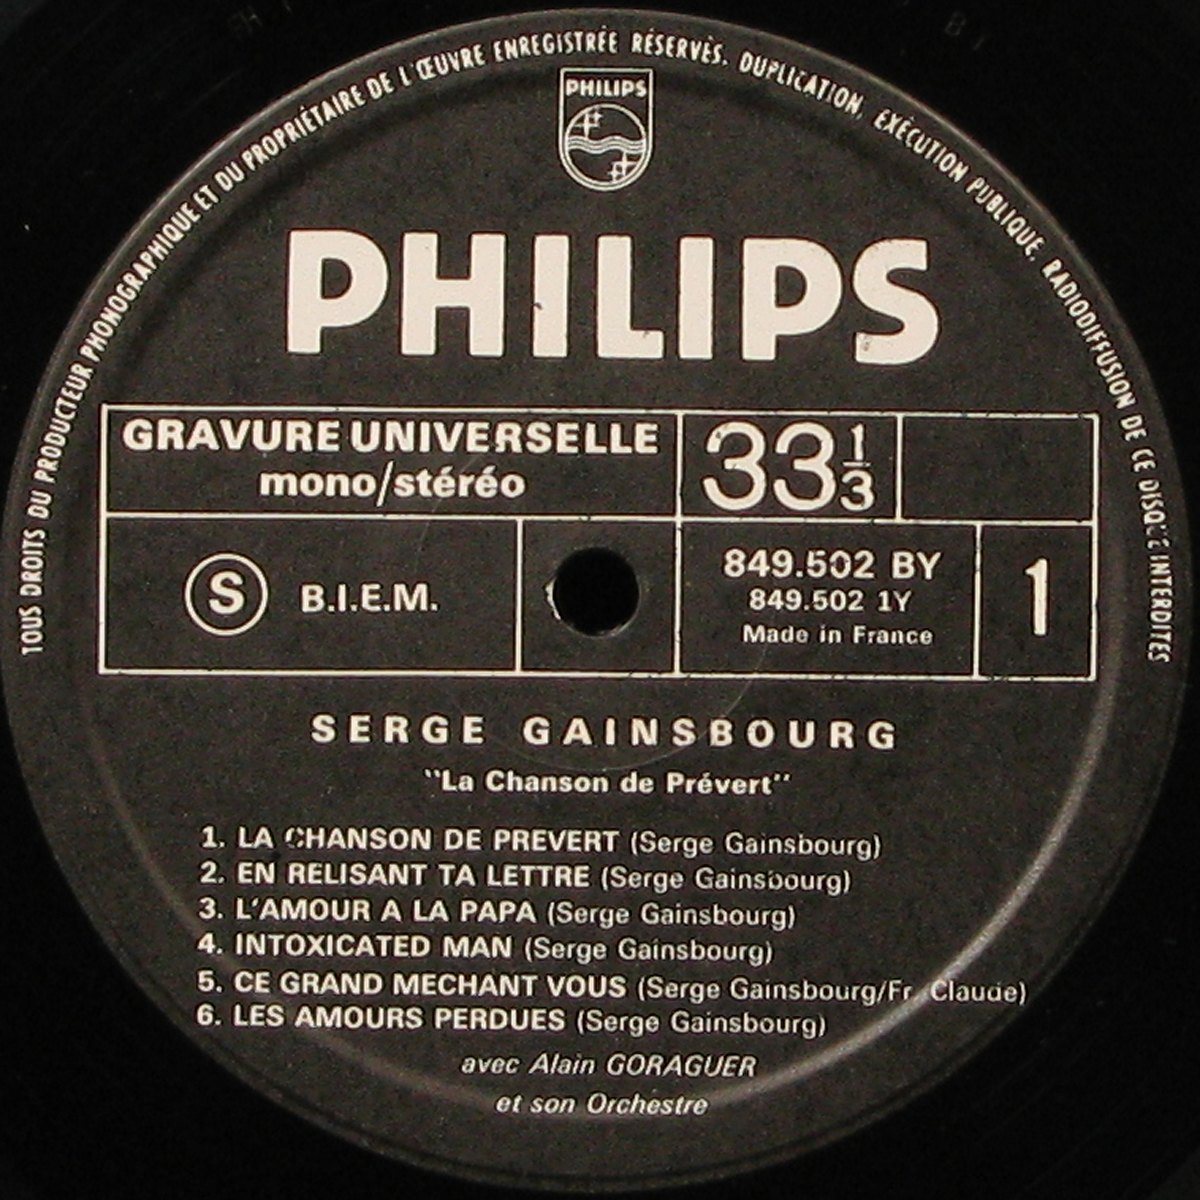 TOUS DROITS DU PRODUCTEUR PHONOGRAPHIQUE ET DU PROPRIÉTAIRE DE L'ŒUVRE ENREGISTRÉE RÉSERVÉS. DUPLICATION, EXÉCUTION PUBLIQUE, RADIODIFFUSION DE CE DISQUE INTERDITES
PHILIPS
PHILIPS
GRAVURE UNIVERSELLE
mono/stéréo
33 1/3
S B.I.E.M.
849.502 BY
849.502 1Y
Made in France
1
SERGE GAINSBOURG
"La Chanson de Prévert"
1. LA CHANSON DE PREVERT (Serge Gainsbourg)
2. EN RELISANT TA LETTRE (Serge Gainsbourg)
3. L'AMOUR A LA PAPA (Serge Gainsbourg)
4. INTOXICATED MAN (Serge Gainsbourg)
5. CE GRAND MECHANT VOUS (Serge Gainsbourg/Fr. Claude)
6. LES AMOURS PERDUES (Serge Gainsbourg)
avec Alain GORAGUER
et son Orchestre